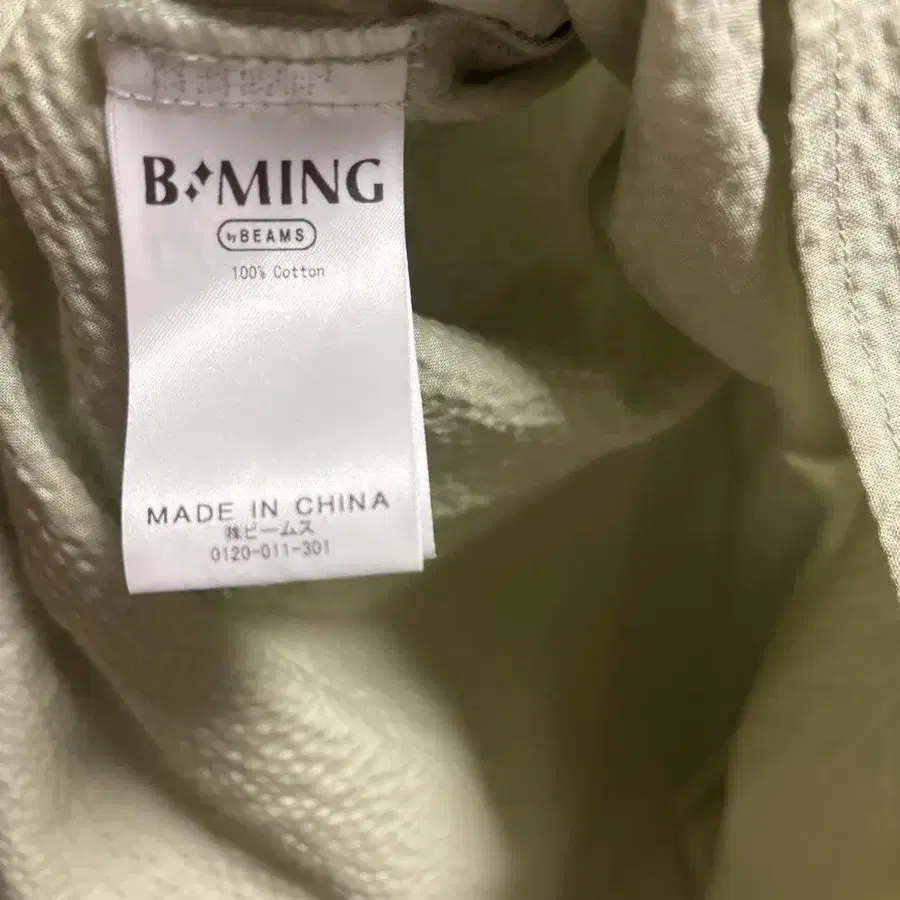 B:MING
by BEAMS
100% Cotton
MADE IN CHINA
㈱ビームス
0120-011-301